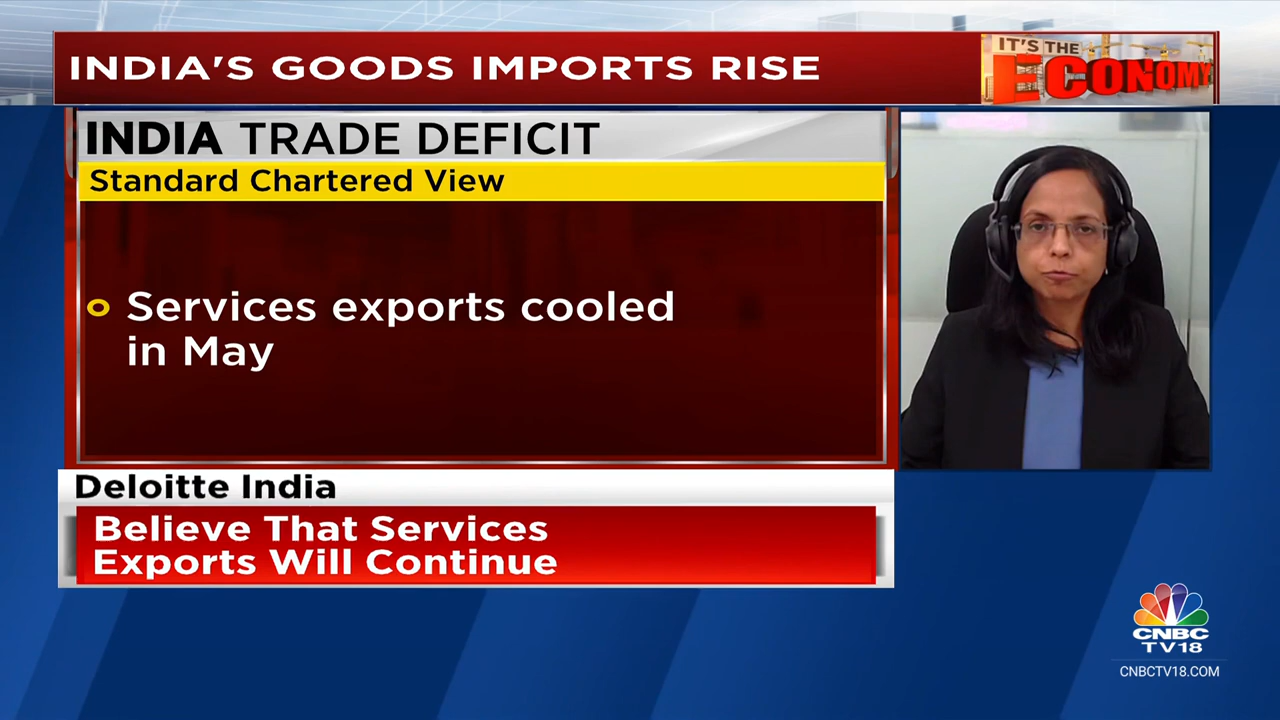 INDIA'S GOODS IMPORTS RISE
IT'S THE
ECONOMY
INDIA TRADE DEFICIT
Standard Chartered View
Services exports cooled
in May
Deloitte India
Believe That Services
Exports Will Continue
CNBC
TV18
CNBCTV18.COM